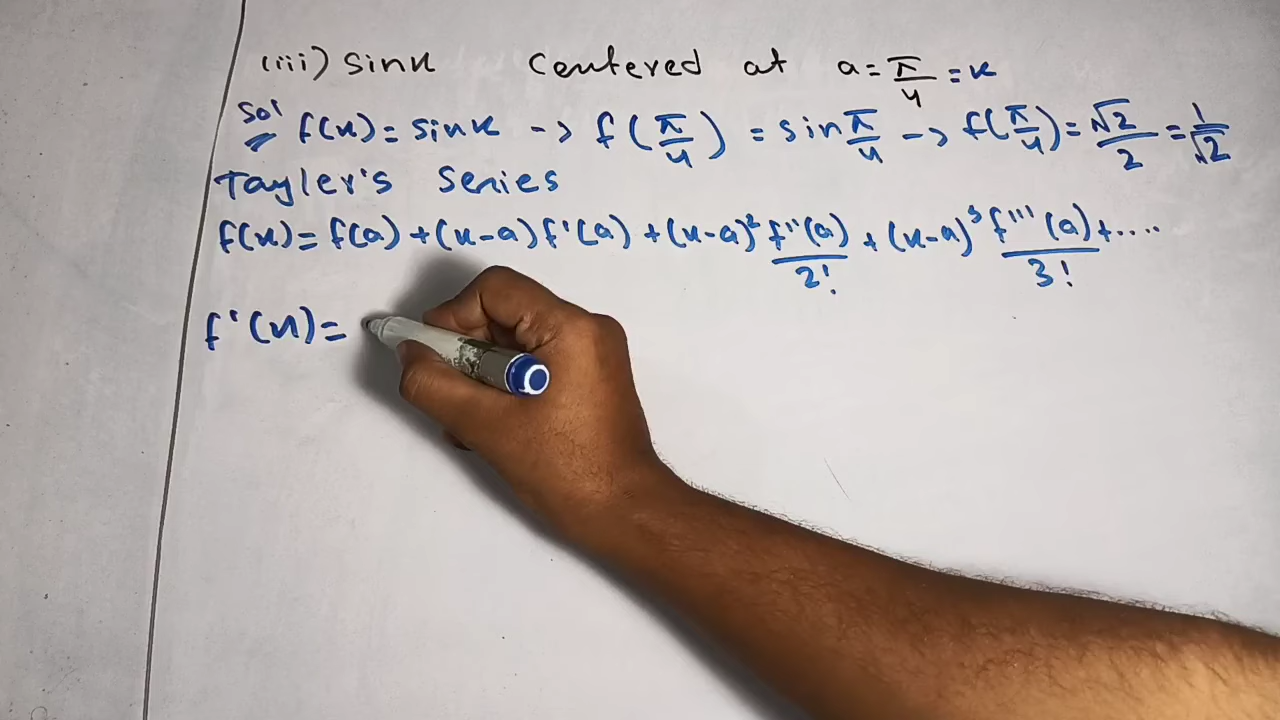 (iii) sinx centered at a = π/4 = x
Sol f(x) = sinx -> f(π/4) = sin π/4 -> f(π/4) = √2/2 = 1/√2
Tayler's Series
f(x) = f(a) + (x-a) f'(a) + (x-a)² f''(a)/2! + (x-a)³ f'''(a)/3! + ....
f'(x) =